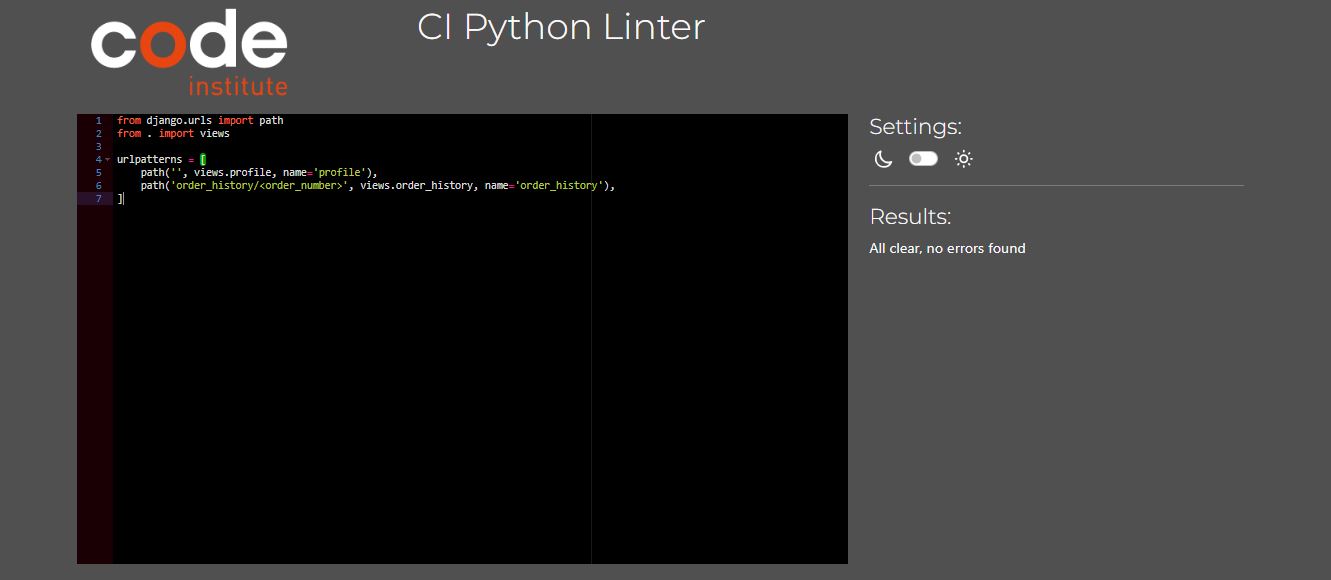 code
institute
CI Python Linter
1 from django.urls import path
2 from . import views
3
4 urlpatterns = [
5     path('', views.profile, name='profile'),
6     path('order_history/<order_number>', views.order_history, name='order_history'),
7 ]
Settings:
Results:
All clear, no errors found